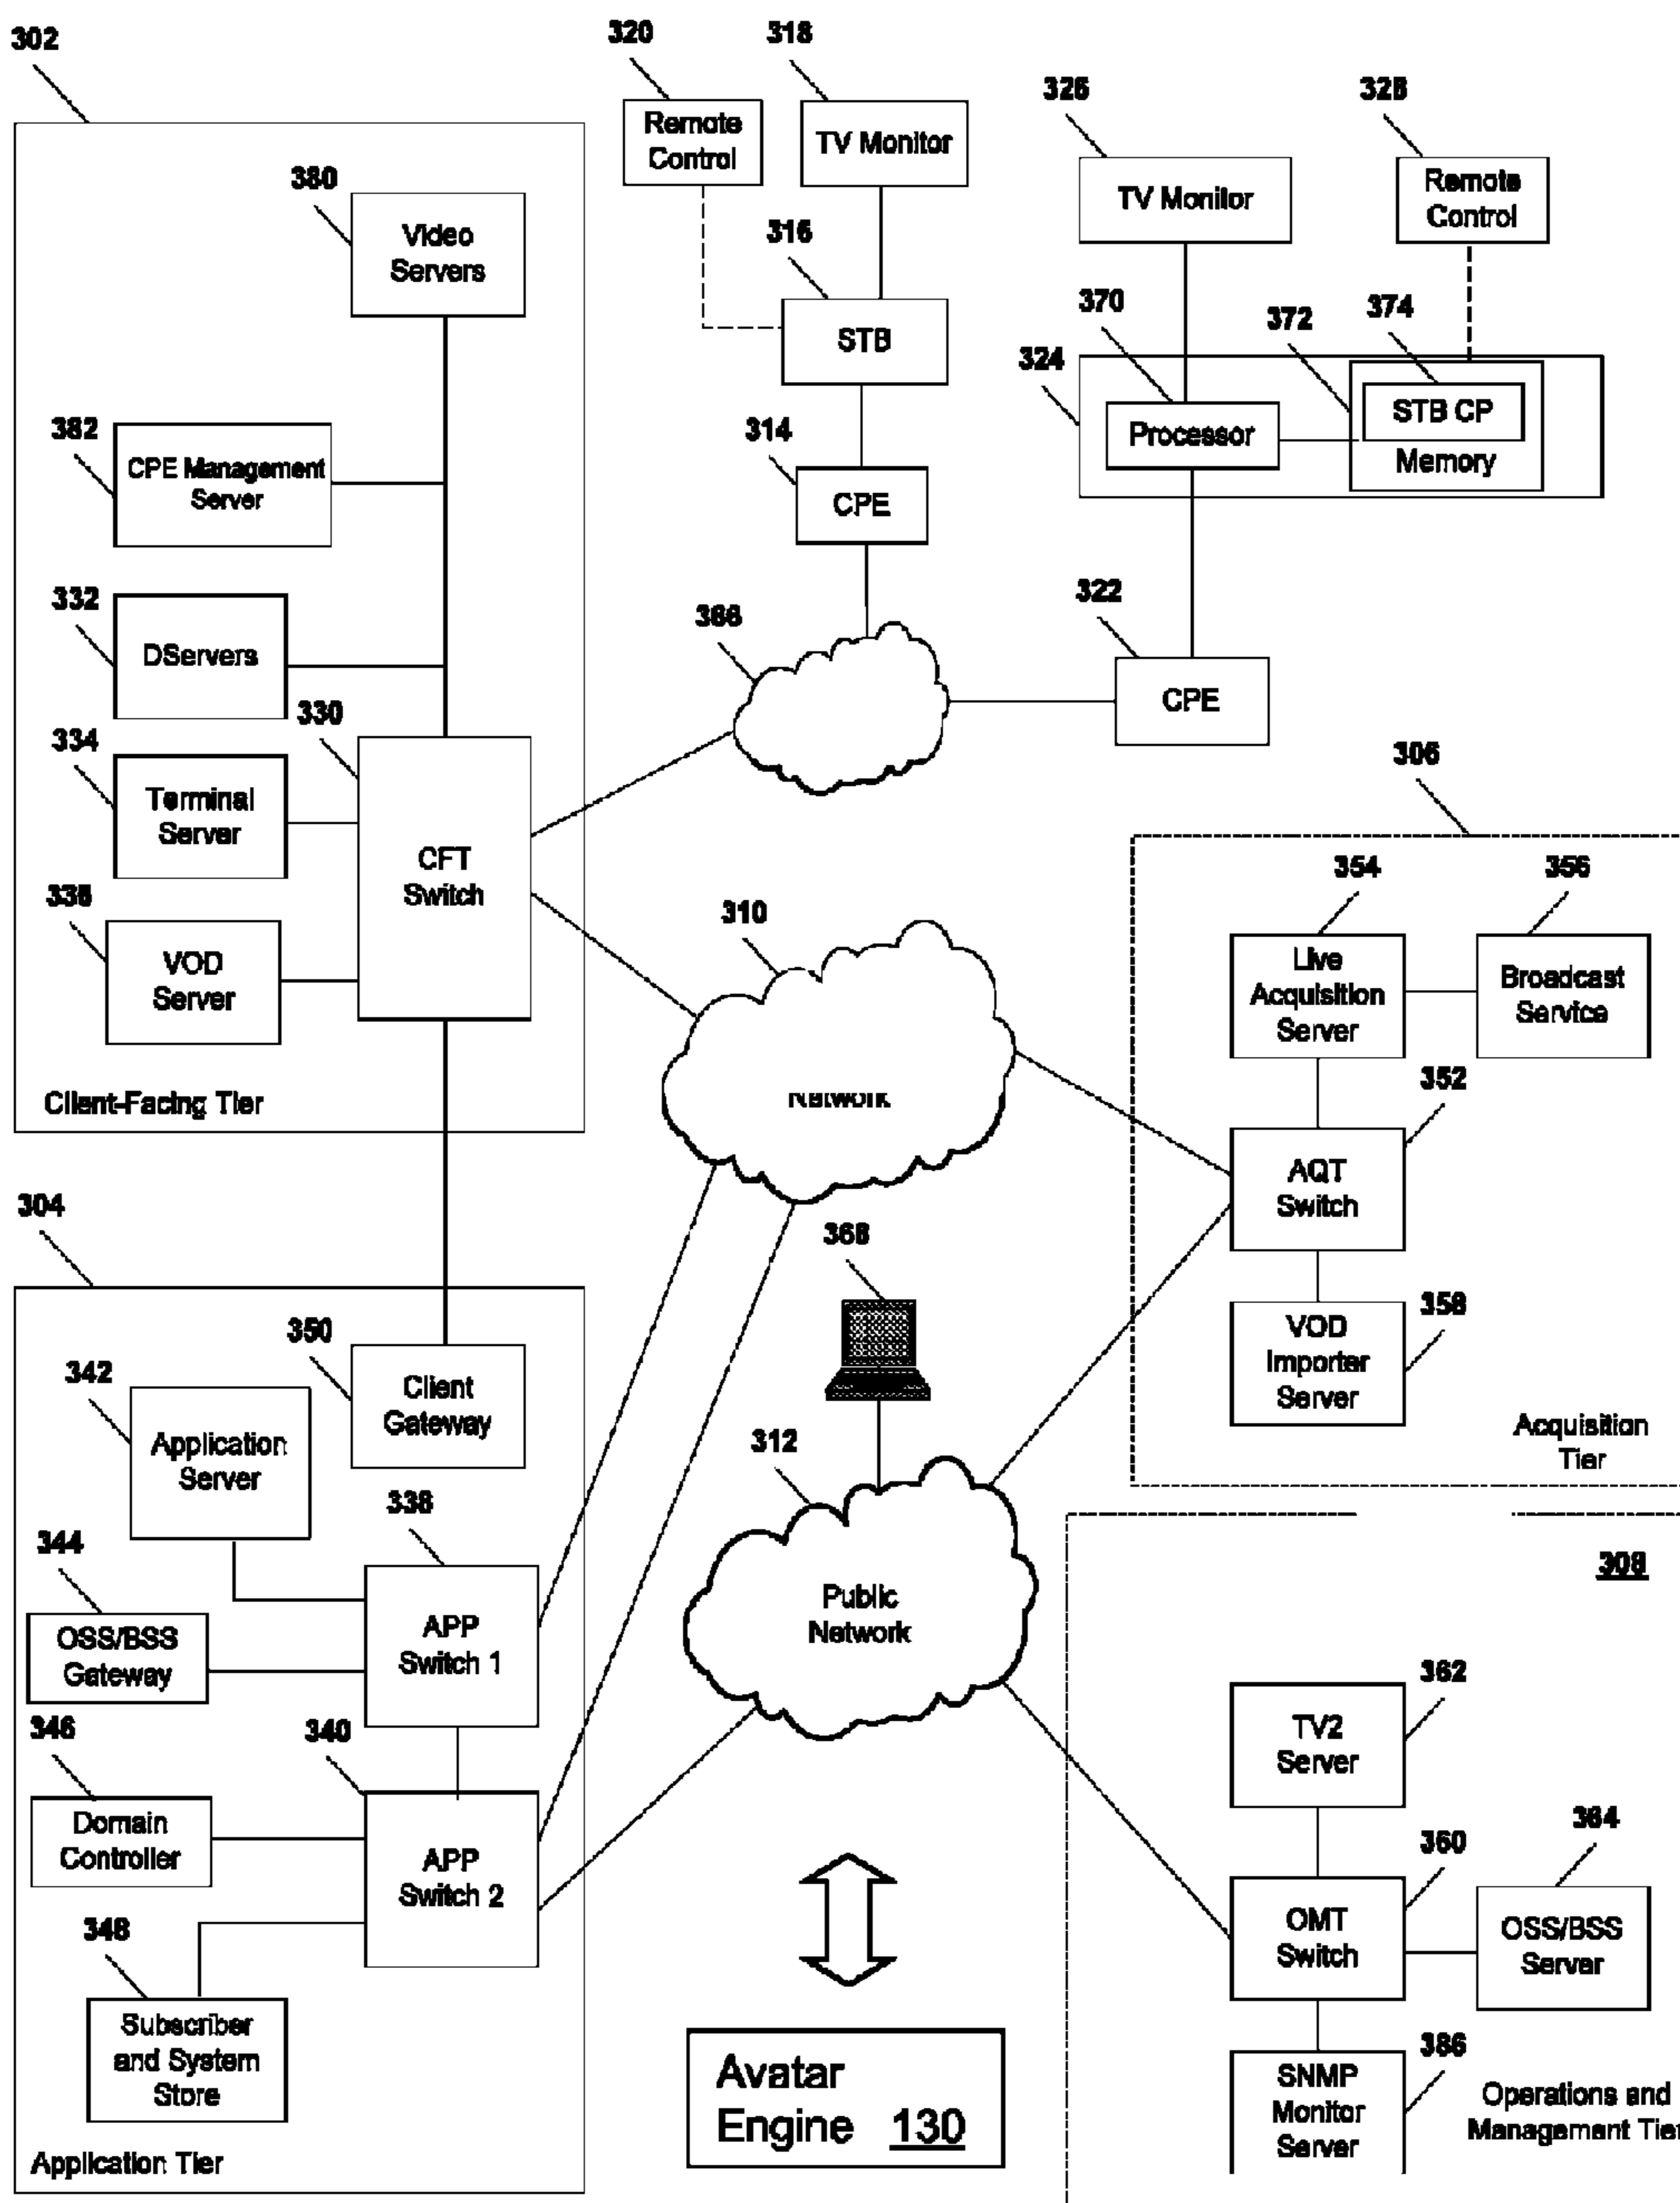 302
320
318
326
328
Remote
Control
TV Monitor
TV Monitor
Remote
Control
380
Video
Servers
316
STB
370
372
374
324
Processor
STB CP
Memory
382
CPE Management
Server
314
CPE
332
DServers
366
322
CPE
330
334
Terminal
Server
CFT
Switch
336
VOD
Server
Client-Facing Tier
310
Network
306
354
356
Live
Acquisition
Server
Broadcast
Service
352
AQT
Switch
358
VOD
Importer
Server
Acquisition
Tier
304
350
Client
Gateway
342
Application
Server
368
312
Public
Network
338
344
OSS/BSS
Gateway
APP
Switch 1
346
340
Domain
Controller
APP
Switch 2
348
Subscriber
and System
Store
Application Tier
Avatar
Engine 130
308
362
TV2
Server
360
364
OMT
Switch
OSS/BSS
Server
386
SNMP
Monitor
Server
Operations and
Management Tier